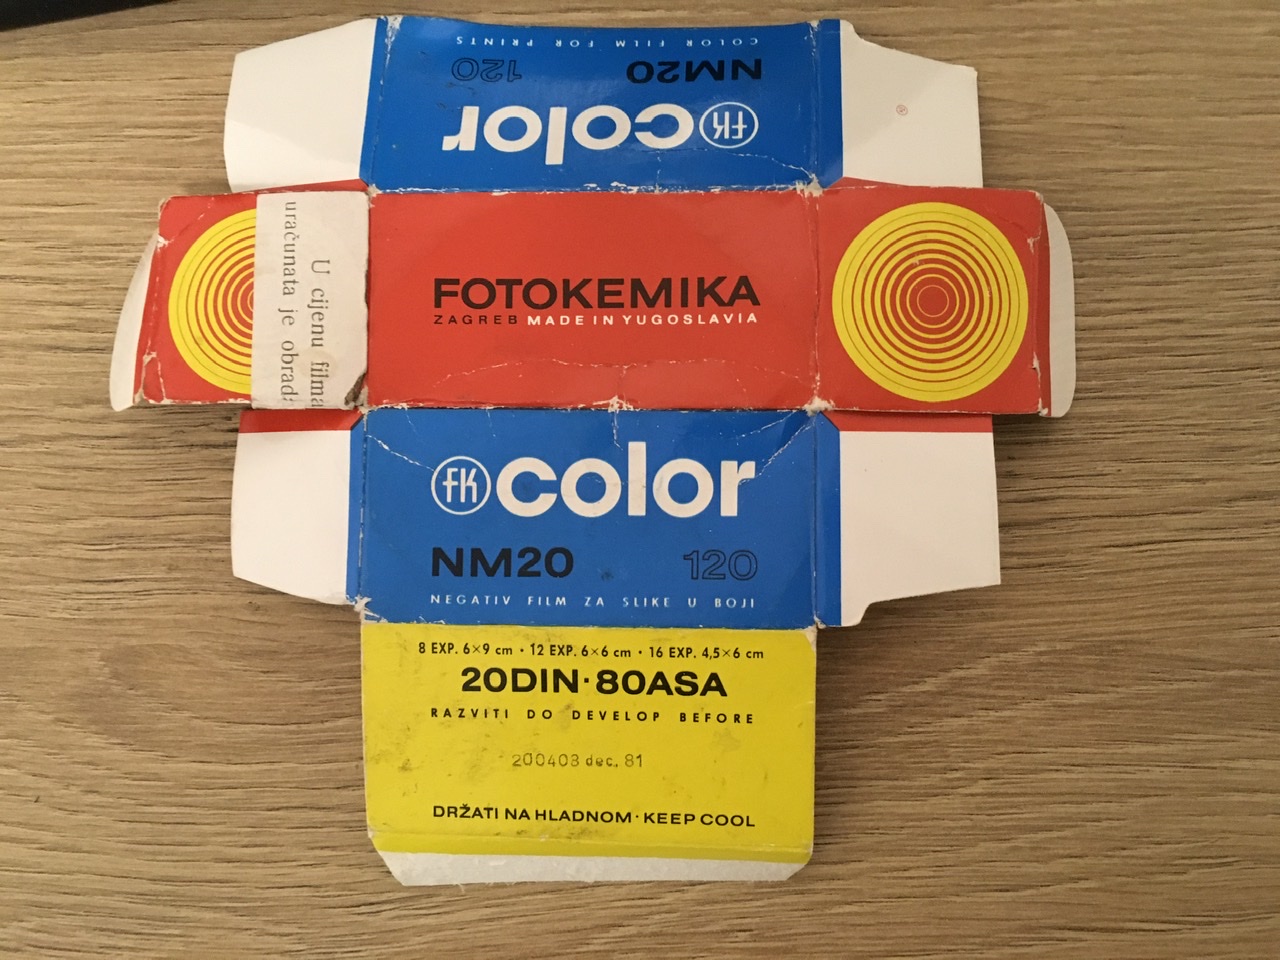 COLOR FILM FOR PRINTS
NM20 120
FK color
U cijenu filma
uračunata je obrad
FOTOKEMIKA
ZAGREB MADE IN YUGOSLAVIA
FK color
NM20 120
NEGATIV FILM ZA SLIKE U BOJI
8 EXP. 6×9 cm · 12 EXP. 6×6 cm · 16 EXP. 4,5×6 cm
20DIN·80ASA
RAZVITI DO DEVELOP BEFORE
200403 dec, 81
DRŽATI NA HLADNOM · KEEP COOL